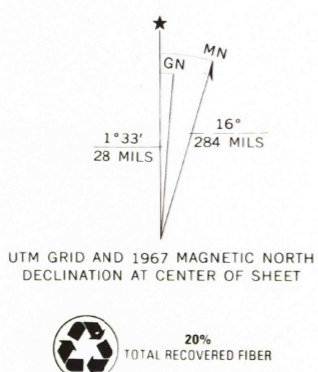 ★
MN
GN
1°33′
28 MILS
16°
284 MILS
UTM GRID AND 1967 MAGNETIC NORTH
DECLINATION AT CENTER OF SHEET
20%
TOTAL RECOVERED FIBER